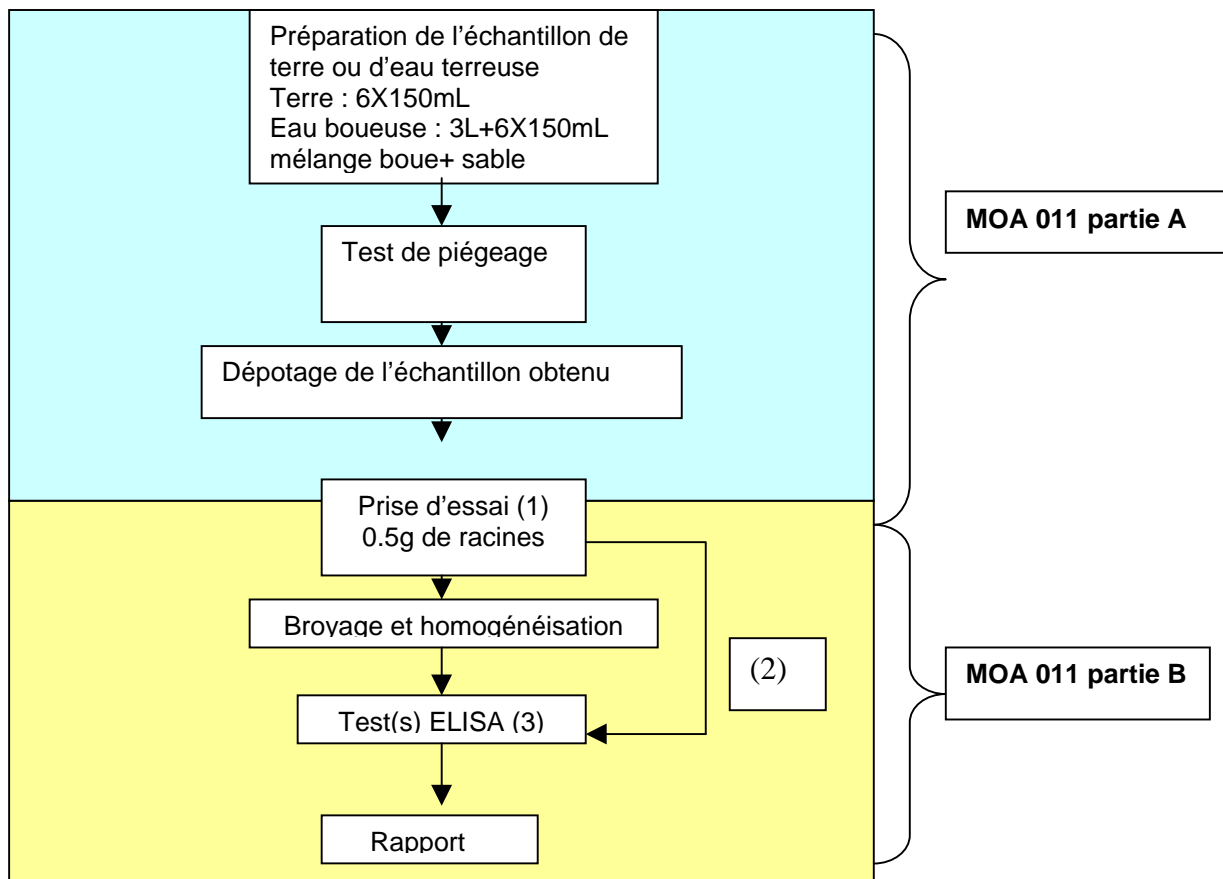 Préparation de l'échantillon de
terre ou d'eau terreuse
Terre : 6X150mL
Eau boueuse : 3L+6X150mL
mélange boue+ sable
MOA 011 partie A
Test de piégeage
Dépotage de l'échantillon obtenu
Prise d'essai (1)
0.5g de racines
Broyage et homogénéisation
(2)
MOA 011 partie B
Test(s) ELISA (3)
Rapport